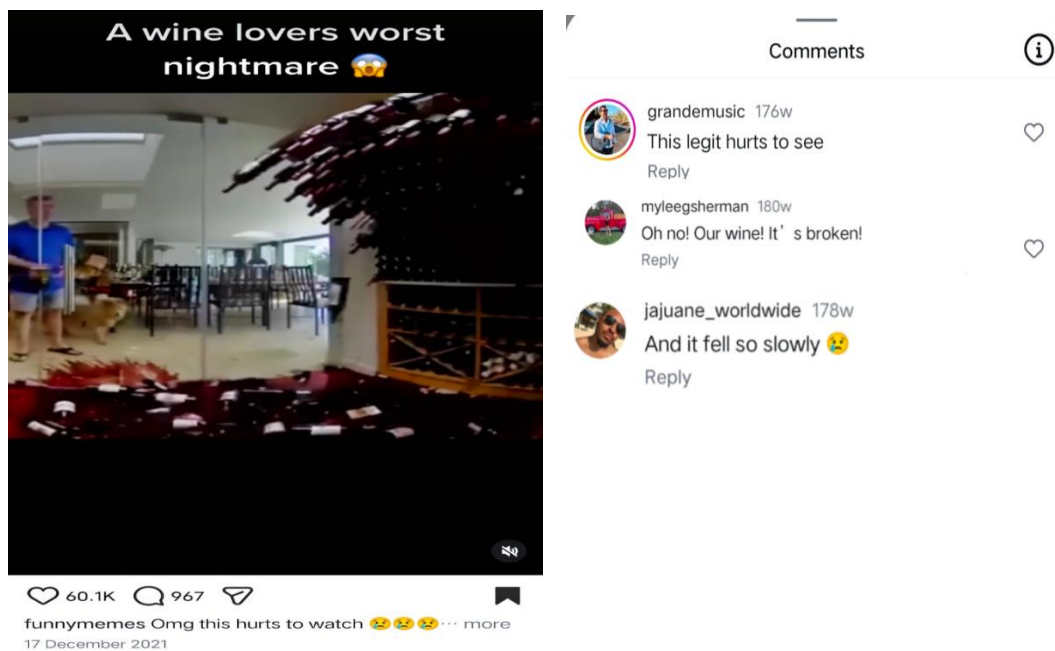 A wine lovers worst
nightmare 😱
60.1K 967
funnymemes Omg this hurts to watch 😢😢😢··· more
17 December 2021
Comments
grandemusic 176w
This legit hurts to see
Reply
myleegsherman 180w
Oh no! Our wine! It’s broken!
Reply
jajuane_worldwide 178w
And it fell so slowly 😢
Reply